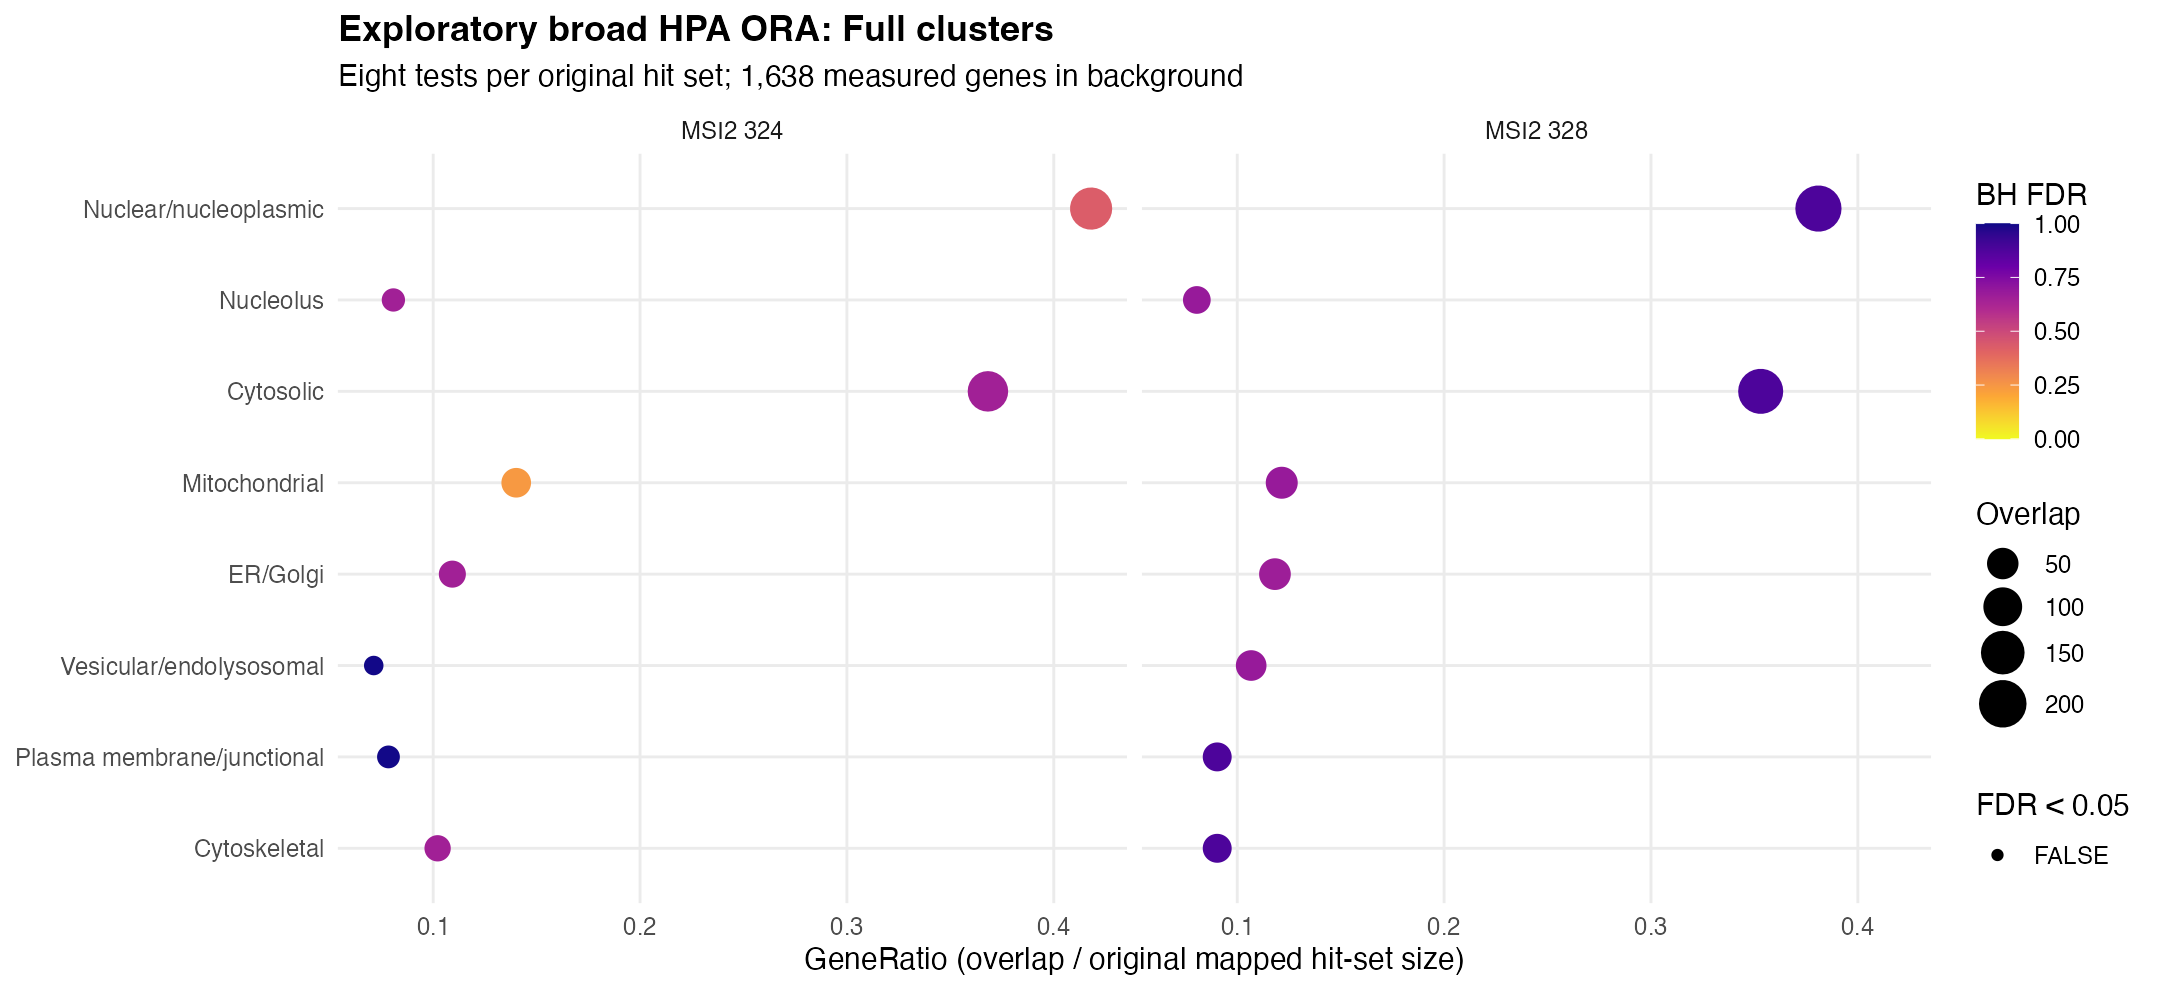 Exploratory broad HPA ORA: Full clusters
Eight tests per original hit set; 1,638 measured genes in background
MSI2 324
MSI2 328
Nuclear/nucleoplasmic
Nucleolus
Cytosolic
Mitochondrial
ER/Golgi
Vesicular/endolysosomal
Plasma membrane/junctional
Cytoskeletal
0.1 0.2 0.3 0.4
0.1 0.2 0.3 0.4
GeneRatio (overlap / original mapped hit-set size)
BH FDR
1.00
0.75
0.50
0.25
0.00
Overlap
50
100
150
200
FDR < 0.05
FALSE